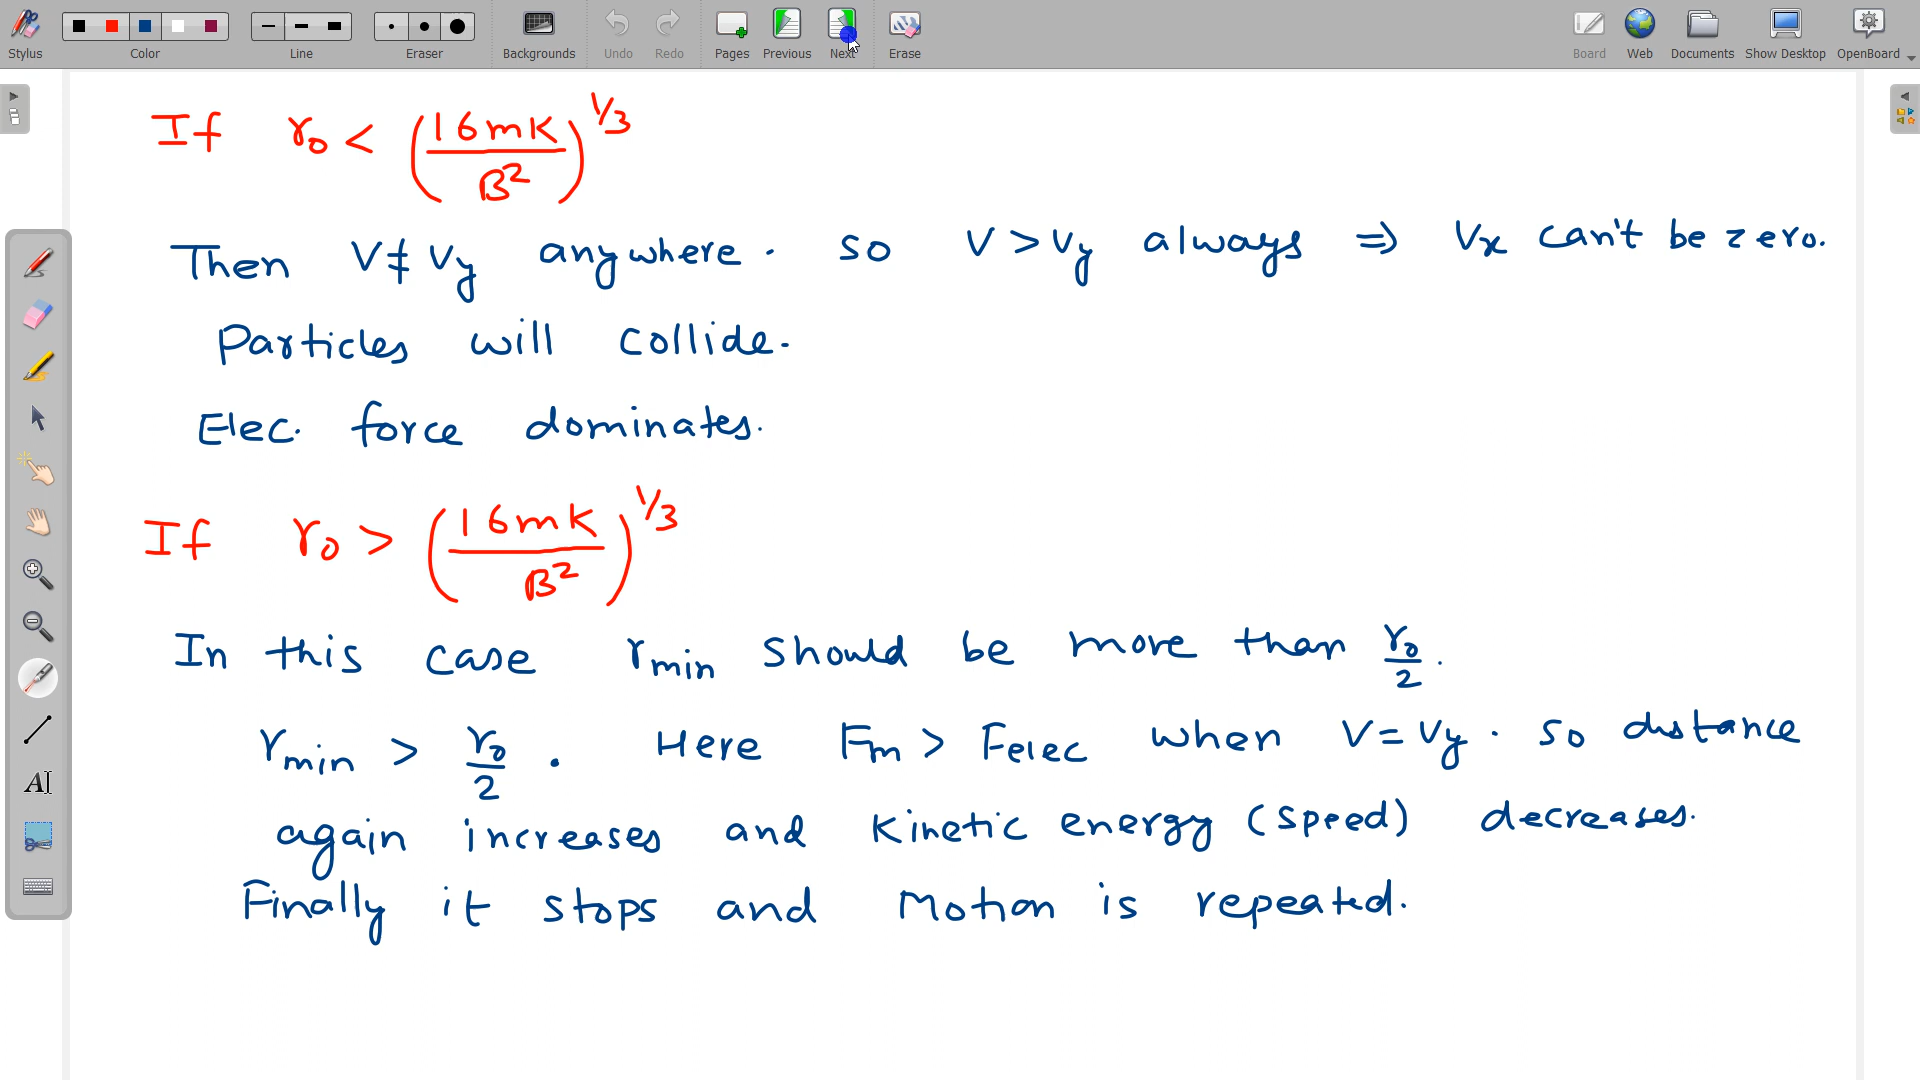 Stylus Color Line Eraser Backgrounds Undo Redo Pages Previous Next Erase Board Web Documents Show Desktop OpenBoard
If r₀ < (16mK/B²)^1/3
Then V≠Vy anywhere. so V>Vy always ⇒ Vx can't be zero.
Particles will collide.
Elec. force dominates.
If r₀ > (16mK/B²)^1/3
In this case rmin should be more than r₀/2.
rmin > r₀/2. Here Fm > Felec when V=Vy. so distance
again increases and Kinetic energy (speed) decreases.
Finally it stops and Motion is repeated.
AI